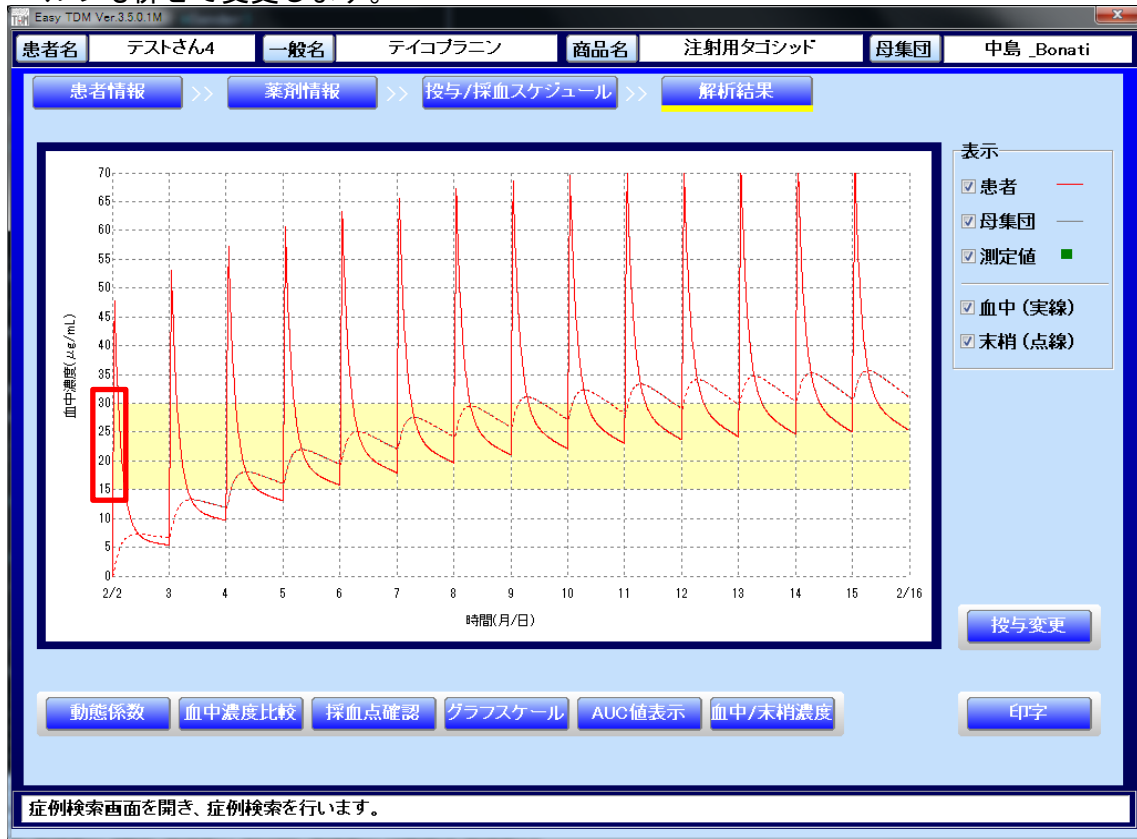 Easy TDM Ver.3.5.0.1M
患者名 テストさん4 一般名 テイコプラニン 商品名 注射用タゴシッド 母集団 中島 _Bonati
患者情報 >> 薬剤情報 >> 投与/採血スケジュール >> 解析結果
表示
患者
母集団
測定値
血中 (実線)
末梢 (点線)
血中濃度(μg/mL)
70
65
60
55
50
45
40
35
30
25
20
15
10
5
0
2/2 3 4 5 6 7 8 9 10 11 12 13 14 15 2/16
時間(月/日)
投与変更
動態係数 血中濃度比較 採血点確認 グラフスケール AUC値表示 血中/末梢濃度 印字
症例検索画面を開き、症例検索を行います。